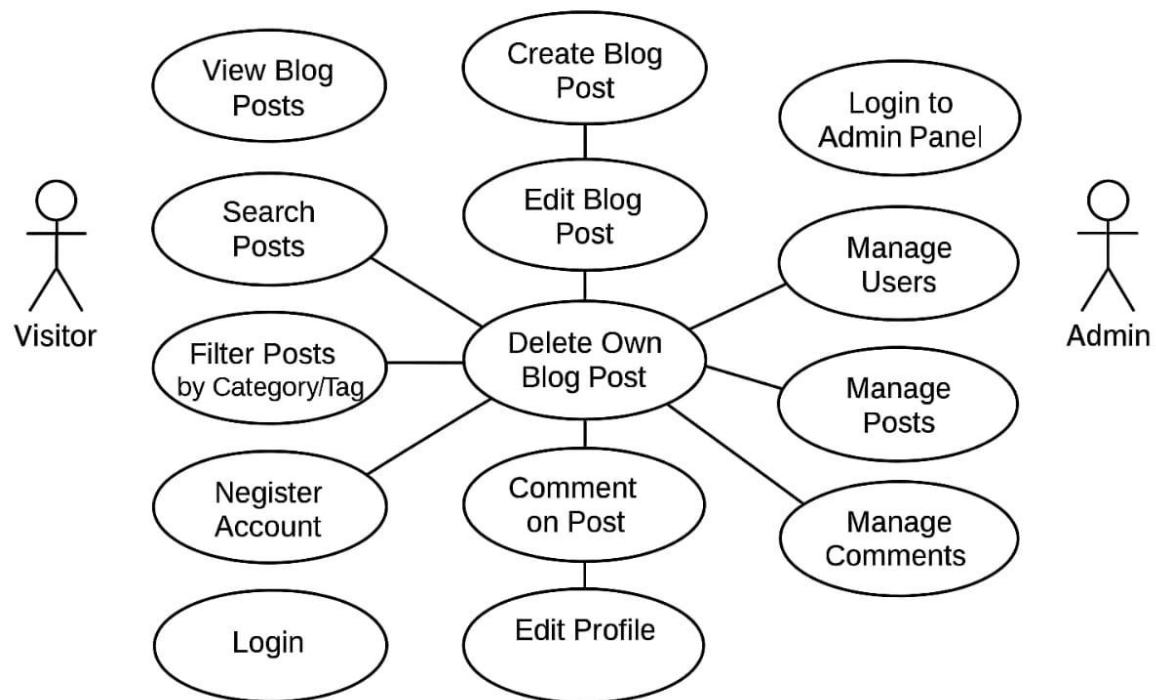 View Blog
Posts
Search
Posts
Filter Posts
by Category/Tag
Negister
Account
Login
Create Blog
Post
Edit Blog
Post
Delete Own
Blog Post
Comment
on Post
Edit Profile
Login to
Admin Panel
Manage
Users
Manage
Posts
Manage
Comments
Visitor
Admin